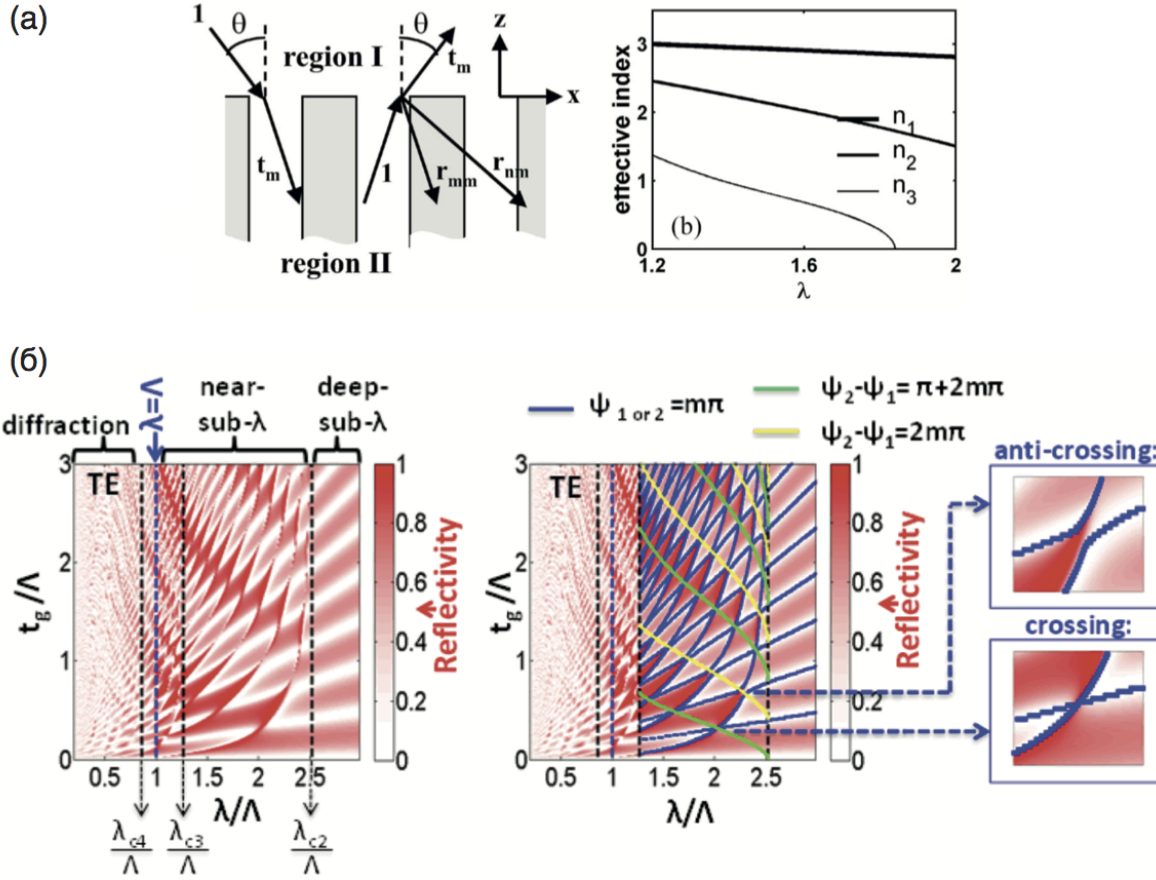 (а)
1
θ
θ
region I
t_m
z
x
t_m
1
r_mm
r_nm
region II
effective index
3
2
1
0
n_1
n_2
n_3
(b)
1.2
1.6
2
λ
(б)
diffraction
λ=Λ
near-
sub-λ
deep-
sub-λ
TE
t_g/Λ
3
2
1
0
0.5
1
1.5
2
2.5
λ/Λ
1
0.8
0.6
0.4
0.2
0
Reflectivity
λ_c4/Λ
λ_c3/Λ
λ_c2/Λ
ψ_1 or 2 =mπ
ψ_2-ψ_1= π+2mπ
ψ_2-ψ_1=2mπ
TE
t_g/Λ
3
2
1
0
0.5
1
1.5
2
2.5
λ/Λ
1
0.8
0.6
0.4
0.2
0
Reflectivity
anti-crossing:
crossing: